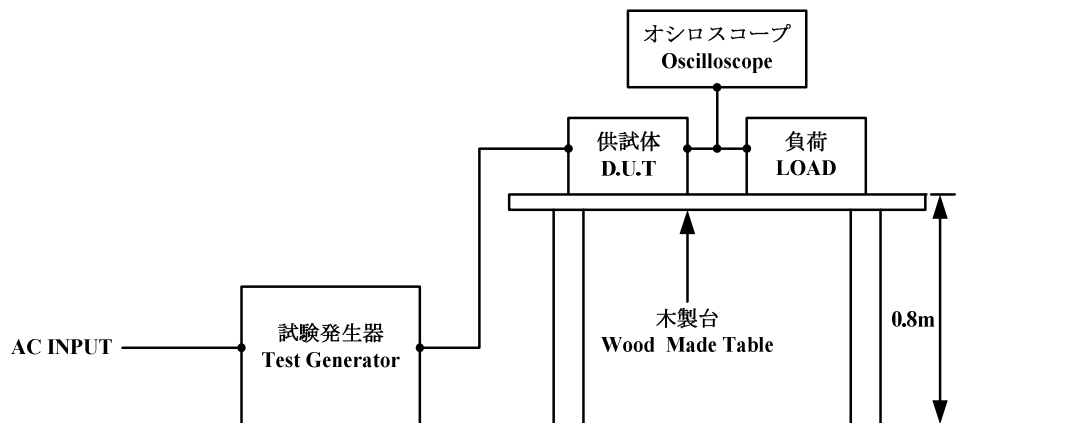 オシロスコープ
Oscilloscope
供試体
D.U.T
負荷
LOAD
試験発生器
Test Generator
AC INPUT
木製台
Wood Made Table
0.8m